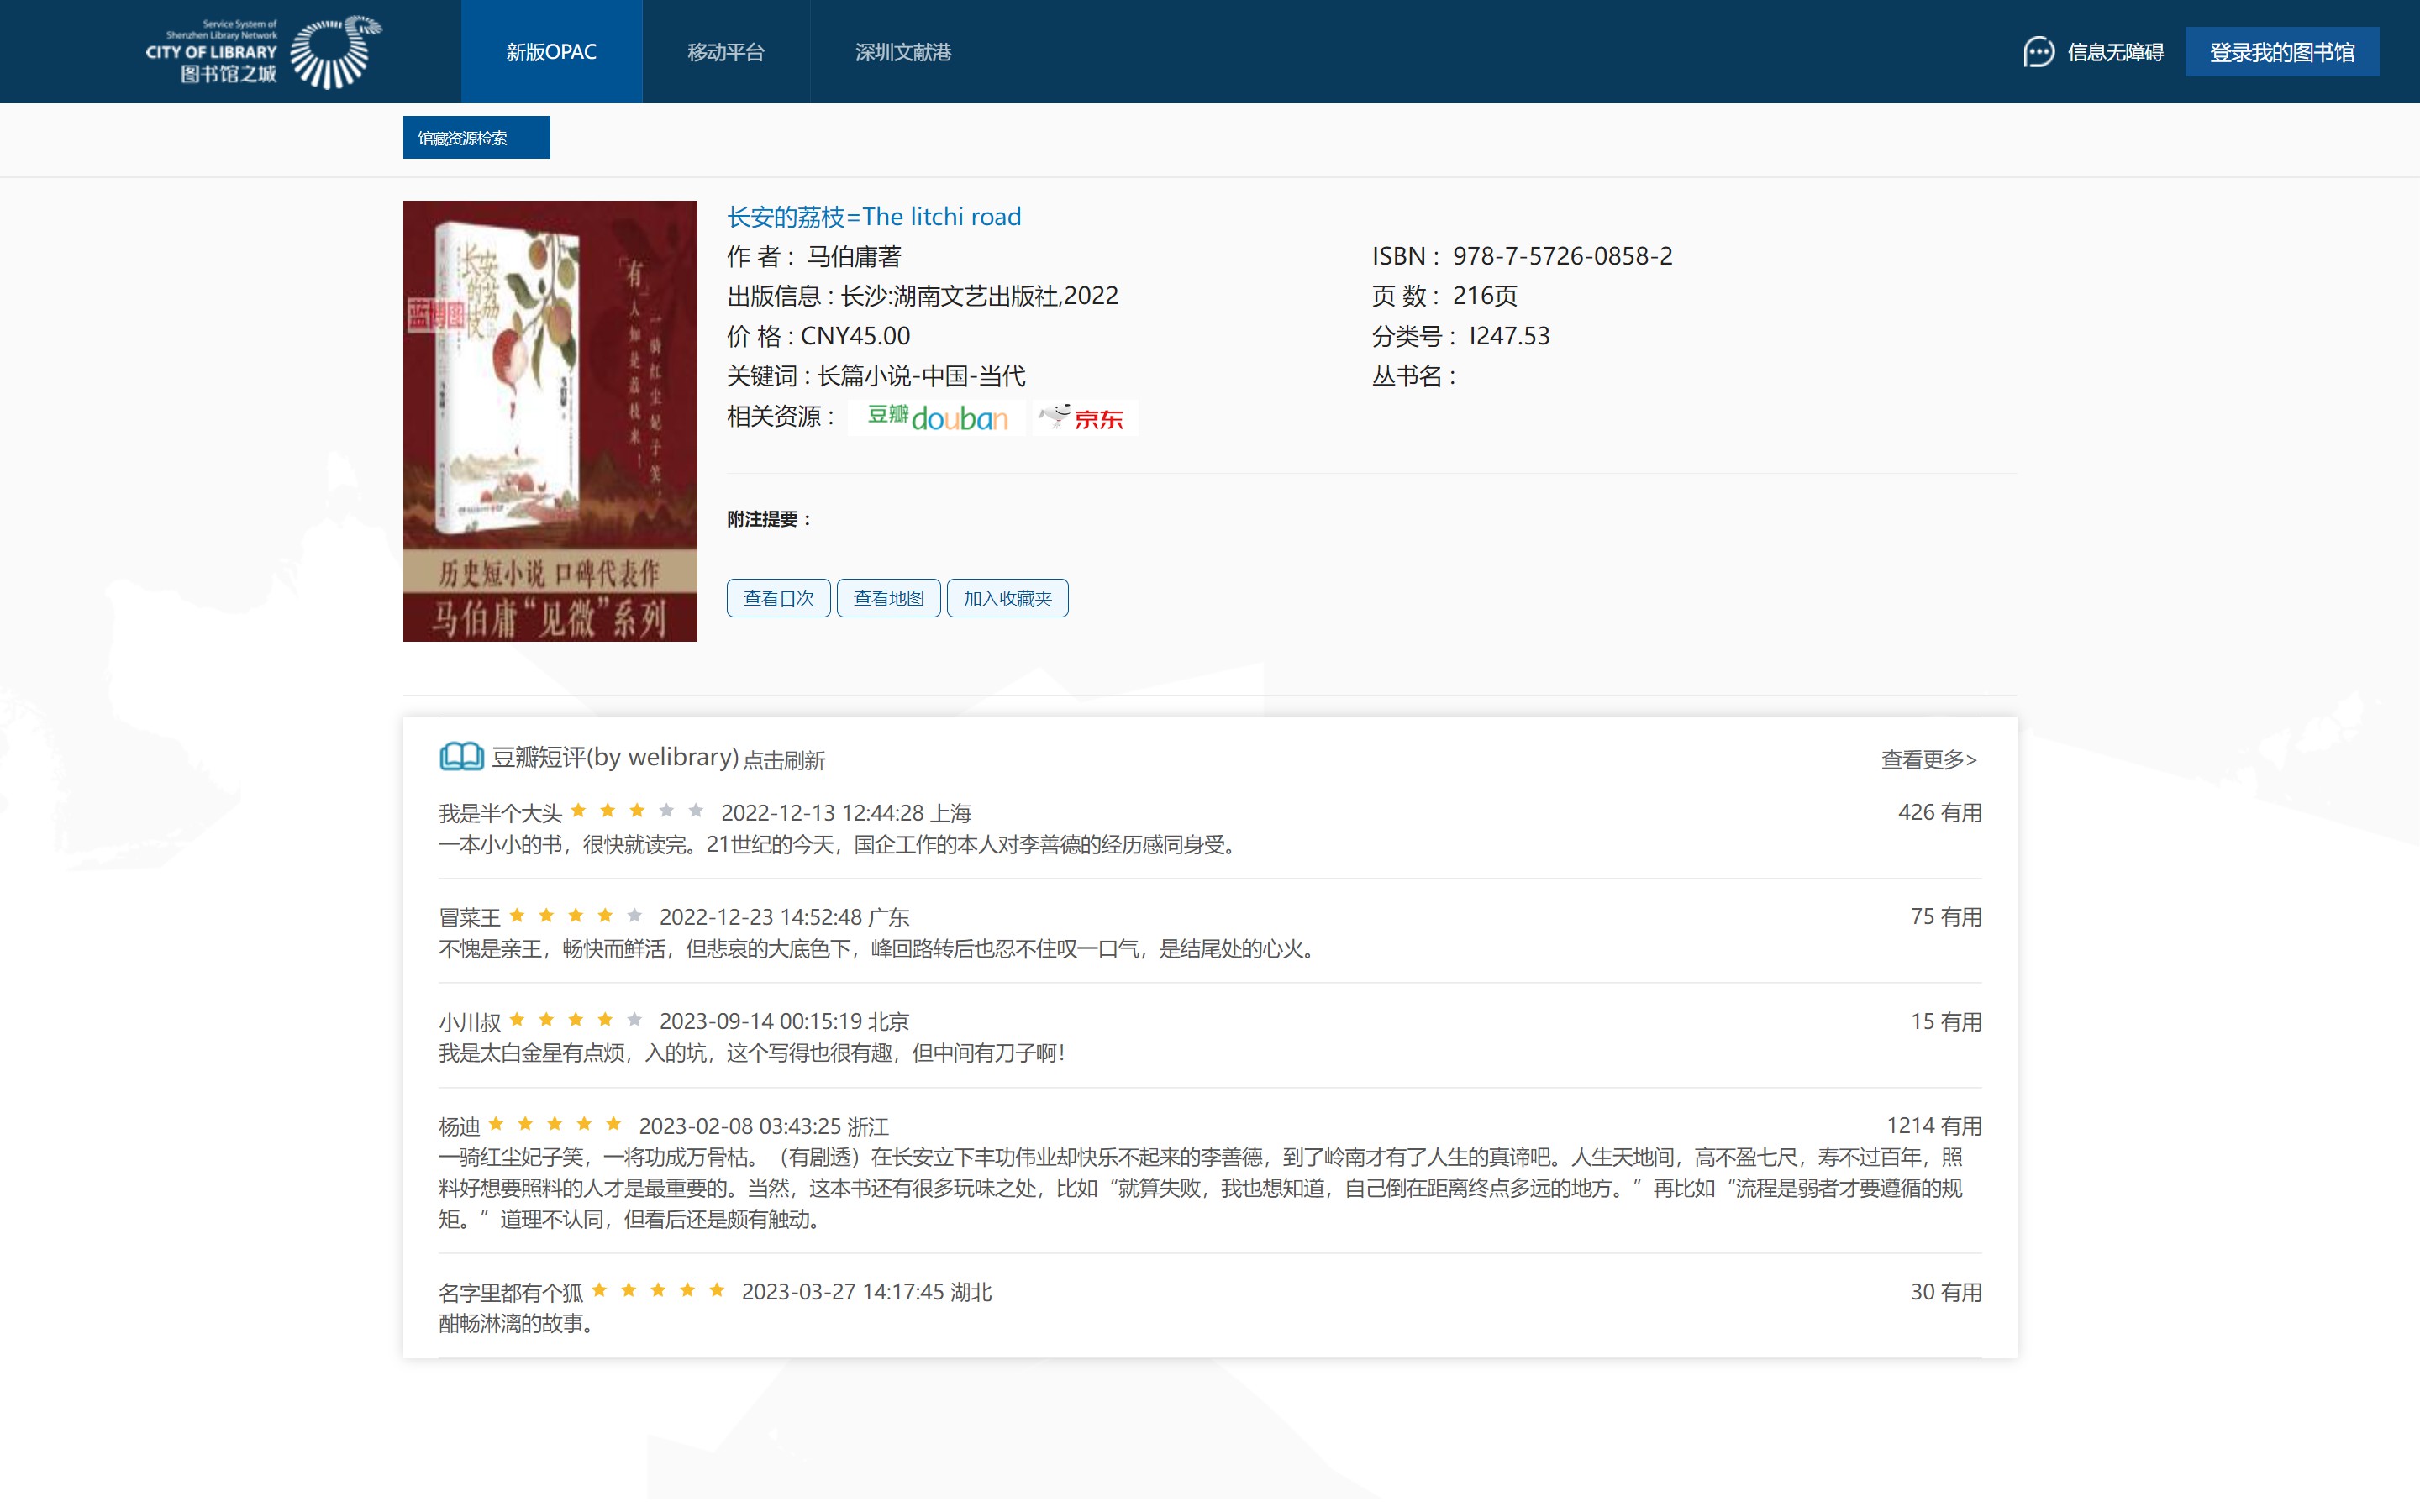 Service System of
Shenzhen Library Network
CITY OF LIBRARY
图书馆之城
新版OPAC
移动平台
深圳文献港
信息无障碍
登录我的图书馆
馆藏资源检索
长安的荔枝
蓝博图
“有人知是荔枝来！
一骑红尘妃子笑，
历史短小说 口碑代表作
马伯庸“见微”系列
长安的荔枝=The litchi road
作 者： 马伯庸著
ISBN： 978-7-5726-0858-2
出版信息 : 长沙:湖南文艺出版社,2022
页 数： 216页
价 格 : CNY45.00
分类号： I247.53
关键词 : 长篇小说-中国-当代
丛书名：
相关资源： 豆瓣douban 京东
附注提要 ：
查看目次 查看地图 加入收藏夹
豆瓣短评(by welibrary) 点击刷新
查看更多>
我是半个大头 2022-12-13 12:44:28 上海
426 有用
一本小小的书，很快就读完。21世纪的今天，国企工作的本人对李善德的经历感同身受。
冒菜王 2022-12-23 14:52:48 广东
75 有用
不愧是亲王，畅快而鲜活，但悲哀的大底色下，峰回路转后也忍不住叹一口气，是结尾处的心火。
小川叔 2023-09-14 00:15:19 北京
15 有用
我是太白金星有点烦，入的坑，这个写得也很有趣，但中间有刀子啊！
杨迪 2023-02-08 03:43:25 浙江
1214 有用
一骑红尘妃子笑，一将功成万骨枯。（有剧透）在长安立下丰功伟业却快乐不起来的李善德，到了岭南才有了人生的真谛吧。人生天地间，高不盈七尺，寿不过百年，照
料好想要照料的人才是最重要的。当然，这本书还有很多玩味之处，比如“就算失败，我也想知道，自己倒在距离终点多远的地方。”再比如“流程是弱者才要遵循的规
矩。”道理不认同，但看后还是颇有触动。
名字里都有个狐 2023-03-27 14:17:45 湖北
30 有用
酣畅淋漓的故事。